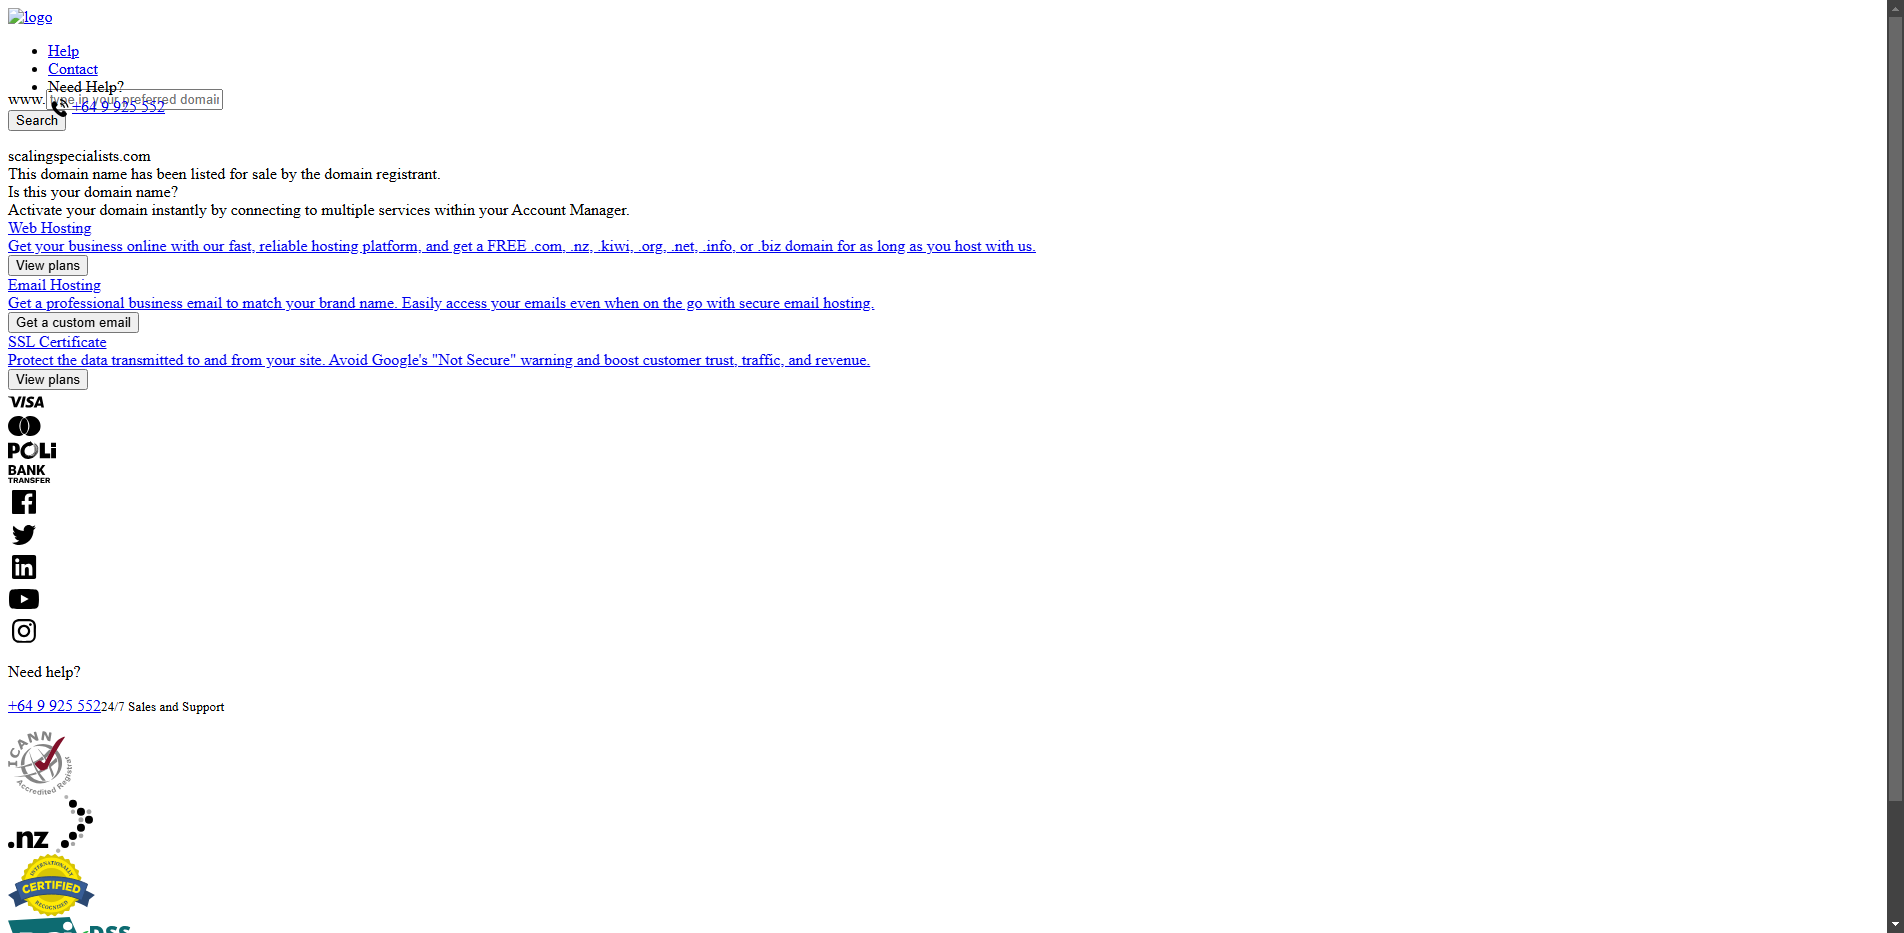 logo
Help
Contact
Need Help?
+64 9 925 552
www.
type in your preferred domain
Search
scalingspecialists.com
This domain name has been listed for sale by the domain registrant.
Is this your domain name?
Activate your domain instantly by connecting to multiple services within your Account Manager.
Web Hosting
Get your business online with our fast, reliable hosting platform, and get a FREE .com, .nz, .kiwi, .org, .net, .info, or .biz domain for as long as you host with us.
View plans
Email Hosting
Get a professional business email to match your brand name. Easily access your emails even when on the go with secure email hosting.
Get a custom email
SSL Certificate
Protect the data transmitted to and from your site. Avoid Google's "Not Secure" warning and boost customer trust, traffic, and revenue.
View plans
VISA
POLi
BANK
TRANSFER
Need help?
+64 9 925 55224/7 Sales and Support
ICANN
Accredited Registrar
.nz
INTERNATIONALLY
CERTIFIED
RECOGNIZED
DSS